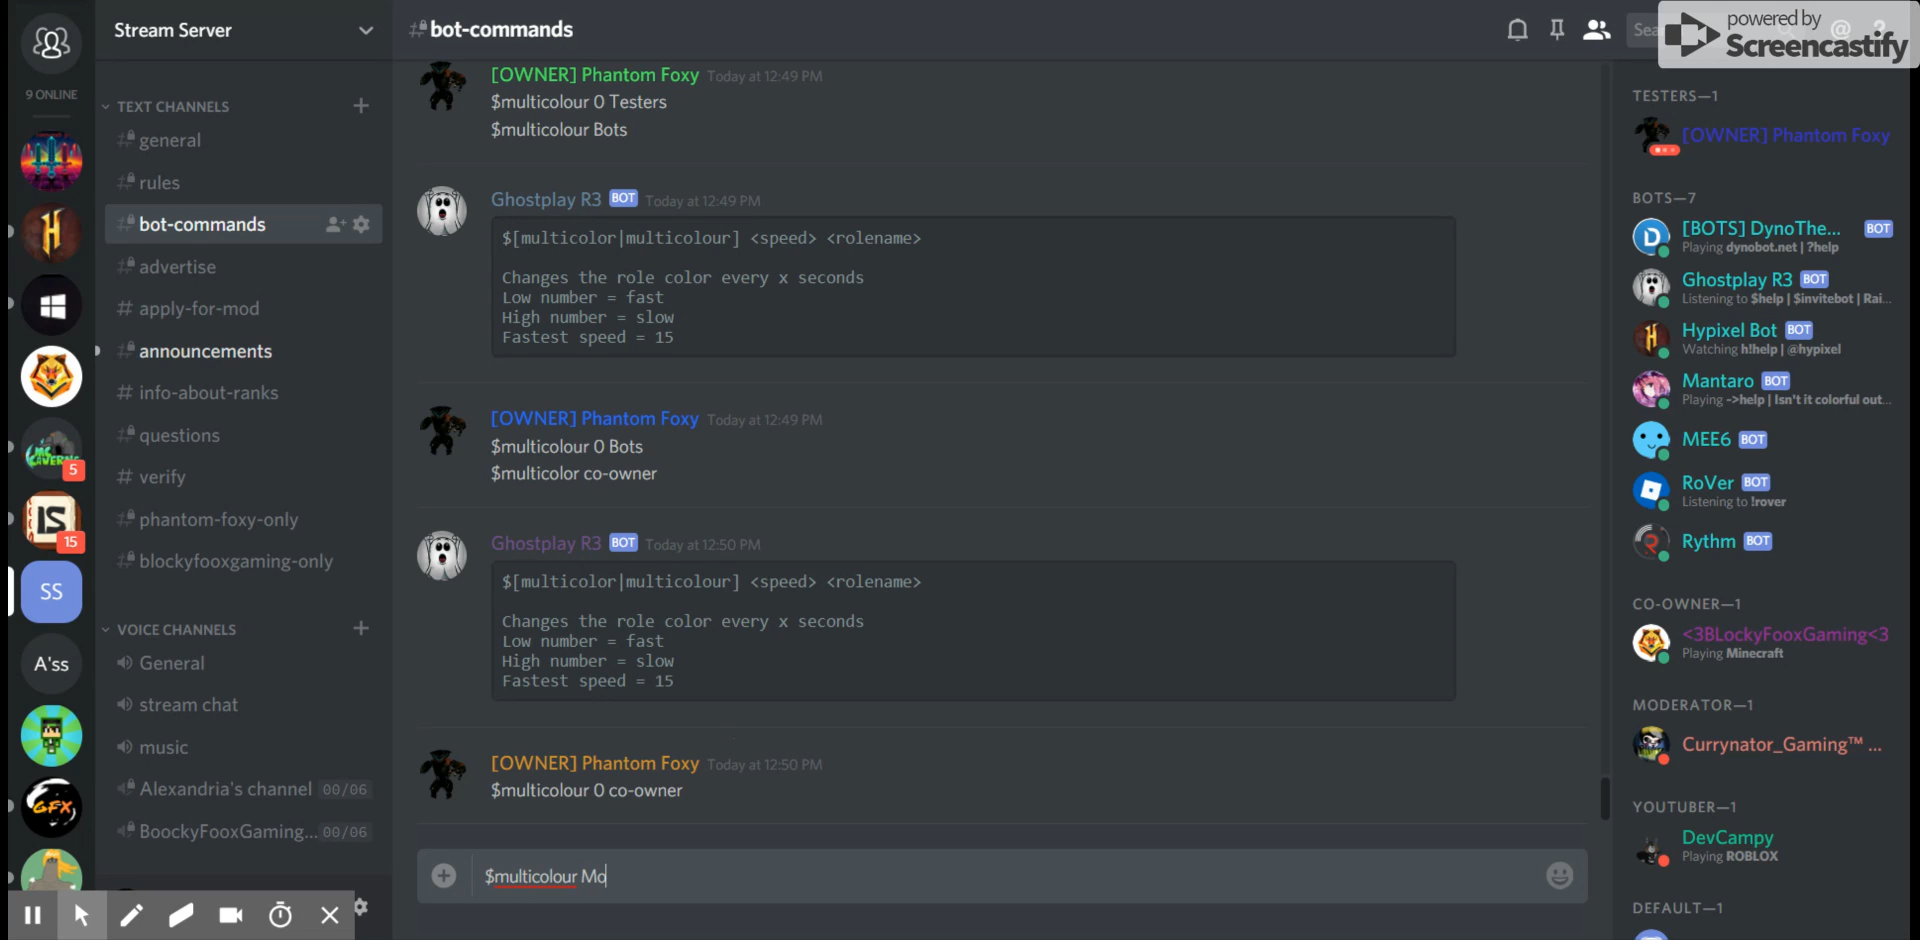 Stream Server
#bot-commands
powered by
Screencastify
Sea
@
?
9 ONLINE
TEXT CHANNELS
general
rules
bot-commands
advertise
# apply-for-mod
announcements
# info-about-ranks
questions
# verify
phantom-foxy-only
blockyfooxgaming-only
VOICE CHANNELS
General
stream chat
music
Alexandria's channel 00/06
BoockyFooxGaming... 00/06
H
5
IS
15
SS
A'ss
GFX
[OWNER] Phantom Foxy Today at 12:49 PM
$multicolour 0 Testers
$multicolour Bots
Ghostplay R3 BOT Today at 12:49 PM
$[multicolor|multicolour] <speed> <rolename>
Changes the role color every x seconds
Low number = fast
High number = slow
Fastest speed = 15
[OWNER] Phantom Foxy Today at 12:49 PM
$multicolour 0 Bots
$multicolor co-owner
Ghostplay R3 BOT Today at 12:50 PM
$[multicolor|multicolour] <speed> <rolename>
Changes the role color every x seconds
Low number = fast
High number = slow
Fastest speed = 15
[OWNER] Phantom Foxy Today at 12:50 PM
$multicolour 0 co-owner
$multicolour Mo
TESTERS—1
[OWNER] Phantom Foxy
BOTS—7
[BOTS] DynoThe... BOT
Playing dynobot.net | ?help
Ghostplay R3 BOT
Listening to $help | $invitebot | Rai...
Hypixel Bot BOT
Watching h!help | @hypixel
Mantaro BOT
Playing ->help | Isn't it colorful out...
MEE6 BOT
RoVer BOT
Listening to !rover
Rythm BOT
CO-OWNER—1
<3BLockyFooxGaming<3
Playing Minecraft
MODERATOR—1
Currynator_Gaming™ ...
YOUTUBER—1
DevCampy
Playing ROBLOX
DEFAULT—1